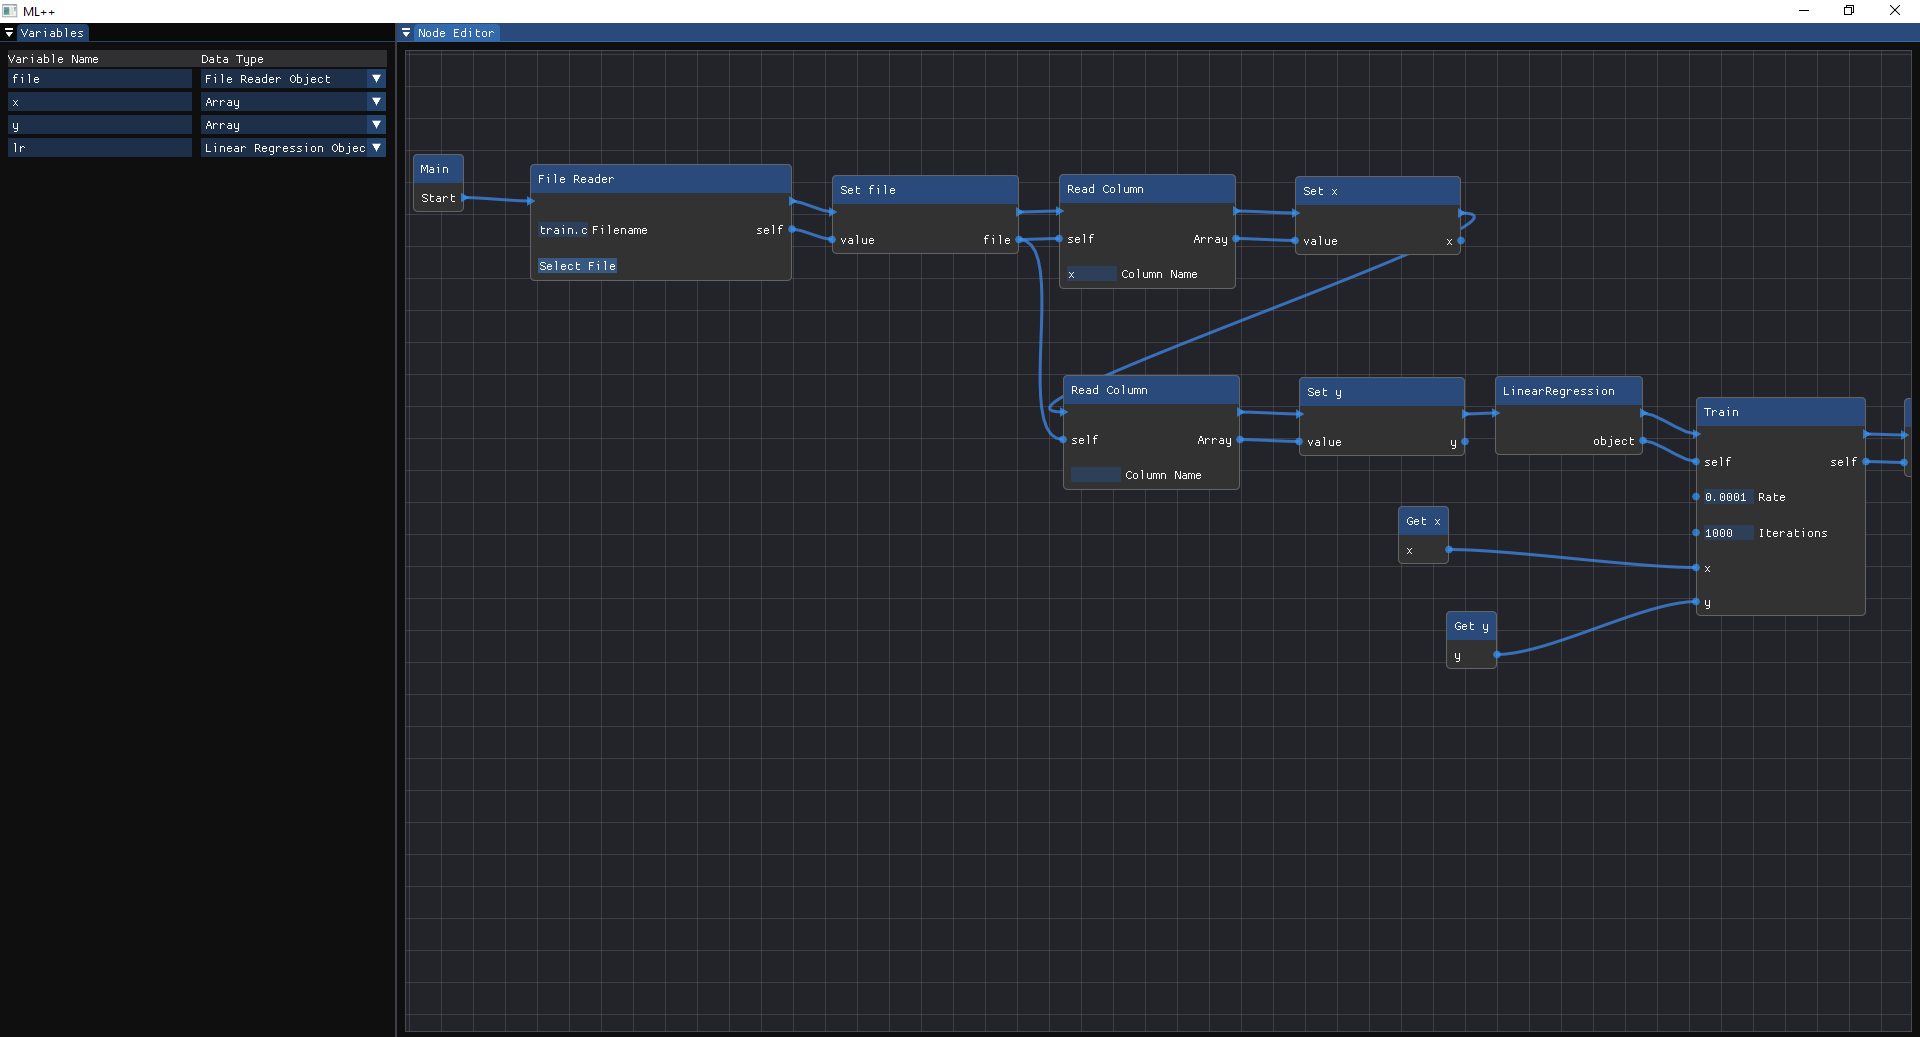 ML++
Variables
Variable Name Data Type
file File Reader Object
x Array
y Array
lr Linear Regression Objec
Node Editor
Main
Start
File Reader
train.c Filename self
Select File
Set file
value file
Read Column
self Array
x Column Name
Set x
value x
Read Column
self Array
Column Name
Set y
value y
LinearRegression
object
Train
self self
0.0001 Rate
1000 Iterations
x
y
Get x
x
Get y
y